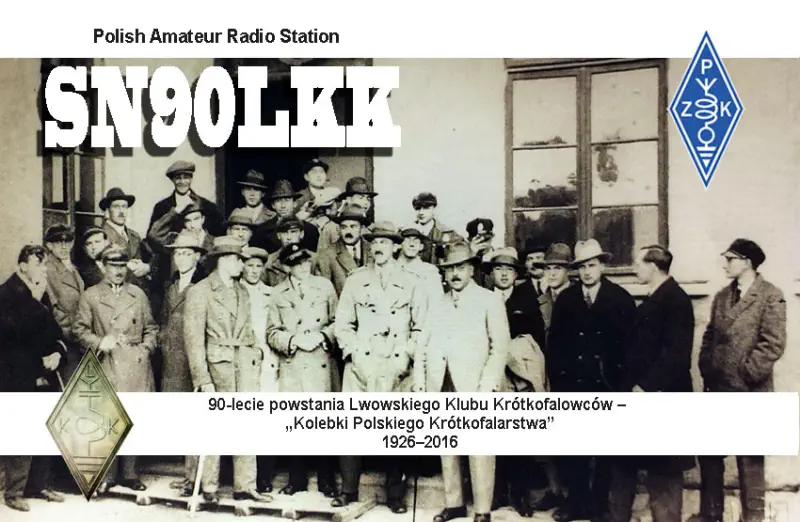 Polish Amateur Radio Station
SN90LKK
P
Z K
L
K K
90-lecie powstania Lwowskiego Klubu Krótkofalowców –
„Kolebki Polskiego Krótkofalarstwa”
1926–2016